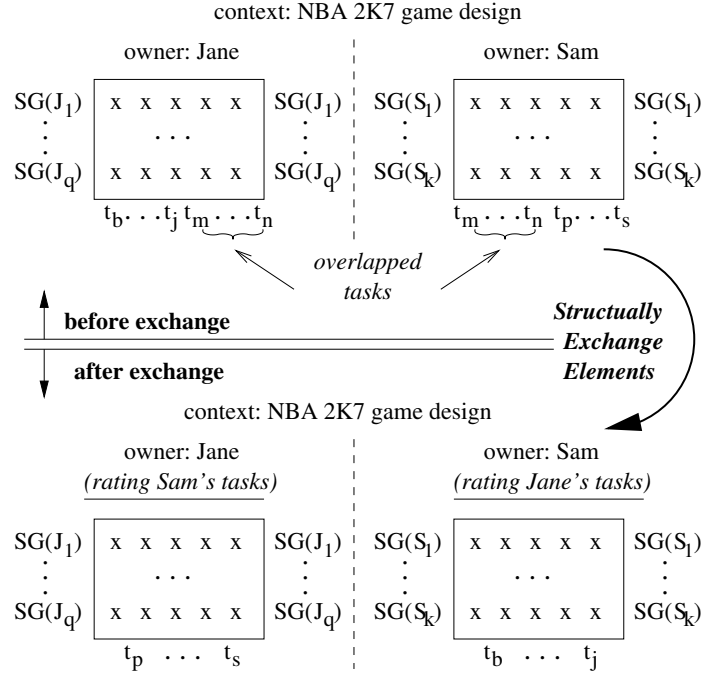 context: NBA 2K7 game design
owner: Jane owner: Sam
SG(J1) x x x x x SG(J1) SG(S1) x x x x x SG(S1)
. . . . . .
SG(Jq) x x x x x SG(Jq) SG(Sk) x x x x x SG(Sk)
tb . . . tj tm . . . tn tm . . . tn tp . . . ts
overlapped
tasks
before exchange
after exchange
Structually
Exchange
Elements
context: NBA 2K7 game design
owner: Jane owner: Sam
(rating Sam's tasks) (rating Jane's tasks)
SG(J1) x x x x x SG(J1) SG(S1) x x x x x SG(S1)
. . . . . .
SG(Jq) x x x x x SG(Jq) SG(Sk) x x x x x SG(Sk)
tp . . . ts tb . . . tj